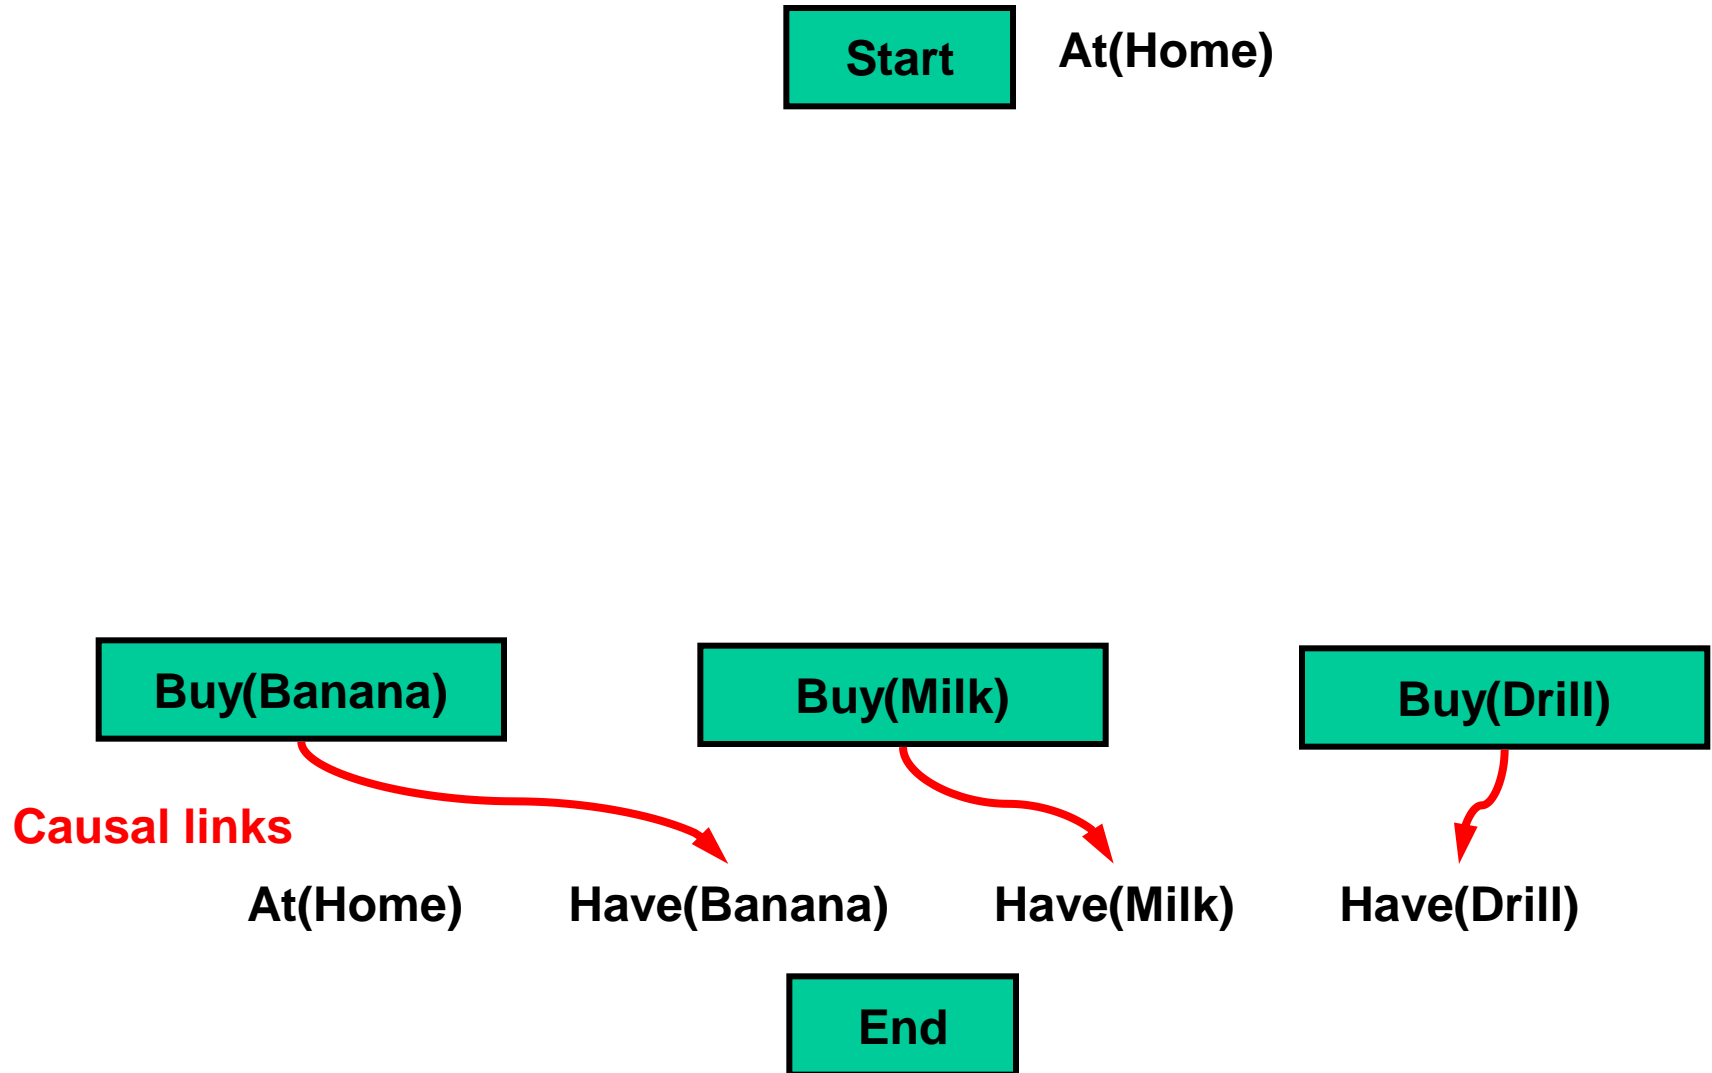 Start
At(Home)
Buy(Banana)
Buy(Milk)
Buy(Drill)
Causal links
At(Home)
Have(Banana)
Have(Milk)
Have(Drill)
End